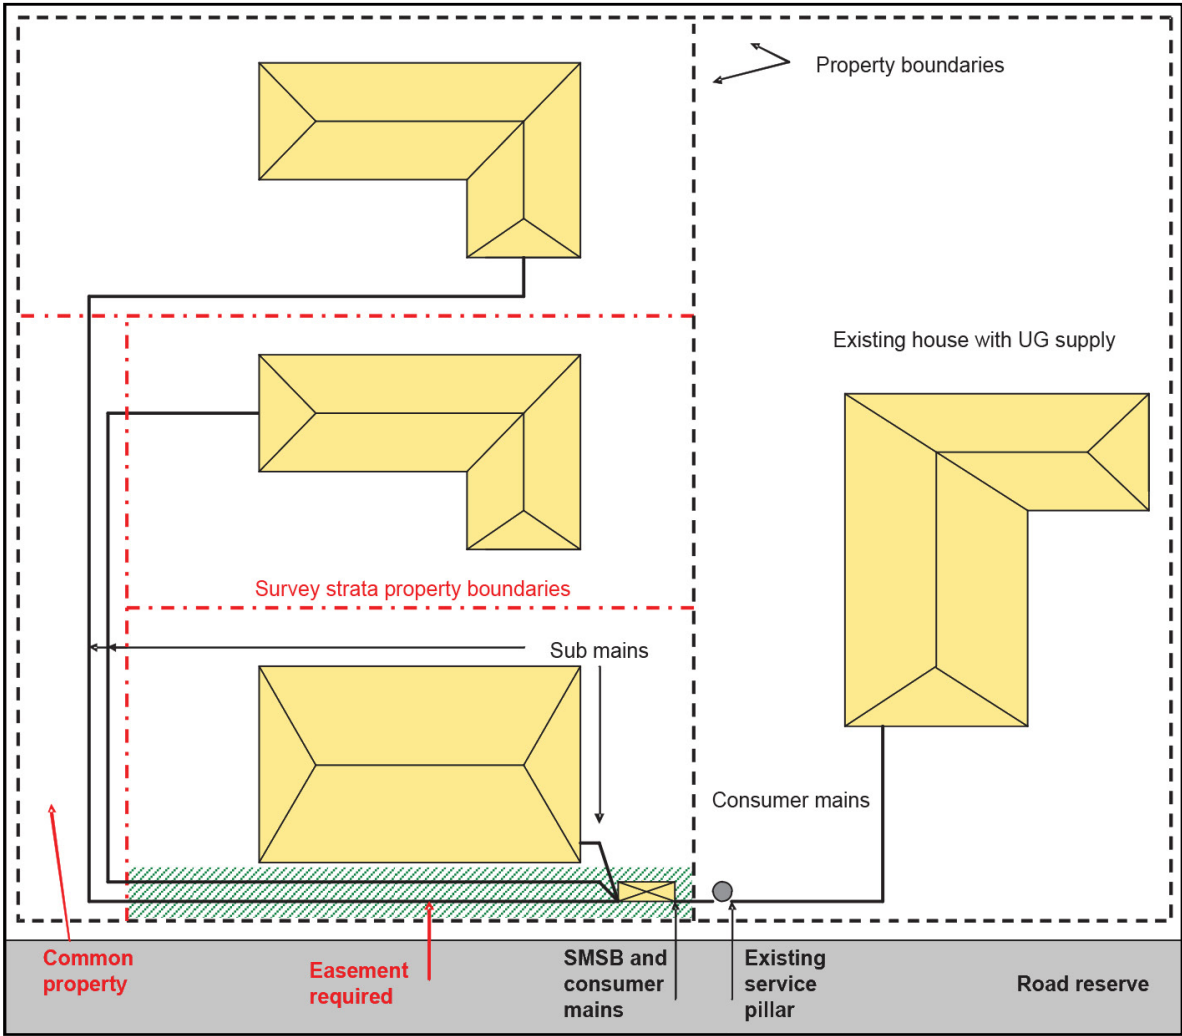 Property boundaries
Existing house with UG supply
Survey strata property boundaries
Sub mains
Consumer mains
Common
property
Easement
required
SMSB and
consumer
mains
Existing
service
pillar
Road reserve